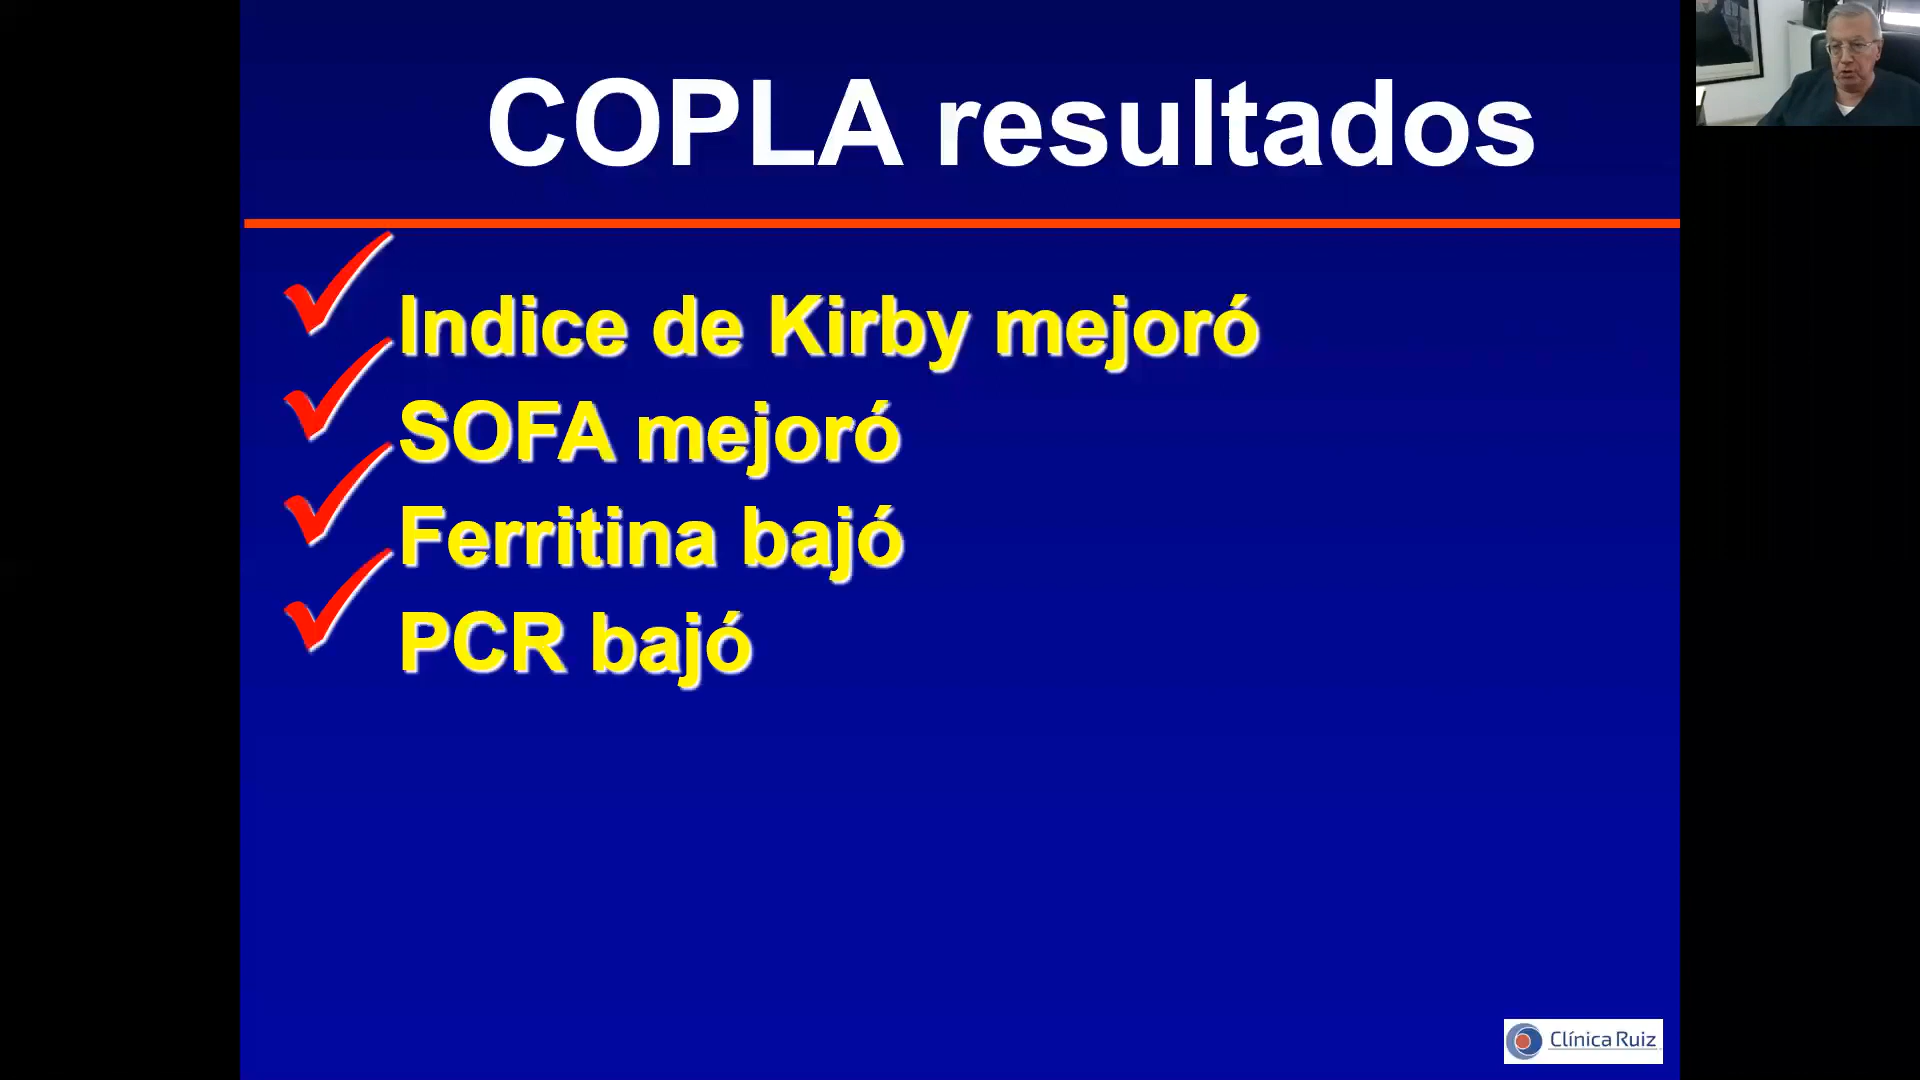 COPLA resultados
Indice de Kirby mejoró
SOFA mejoró
Ferritina bajó
PCR bajó
Clínica Ruiz